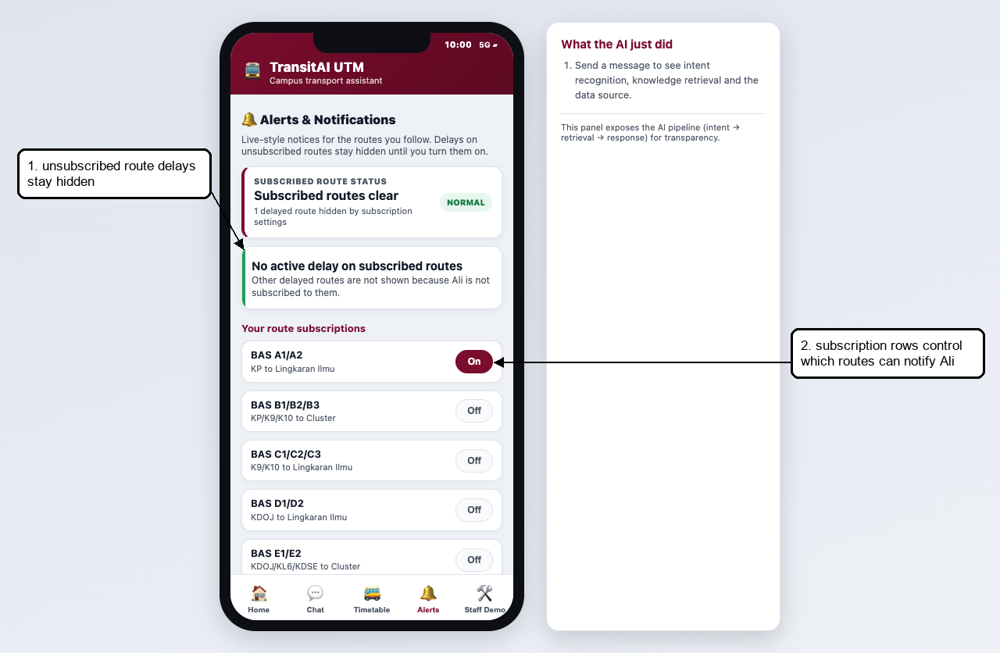 10:00 5G
TransitAI UTM
Campus transport assistant
Alerts & Notifications
Live-style notices for the routes you follow. Delays on
unsubscribed routes stay hidden until you turn them on.
SUBSCRIBED ROUTE STATUS
Subscribed routes clear
1 delayed route hidden by subscription
settings
NORMAL
No active delay on subscribed routes
Other delayed routes are not shown because Ali is not
subscribed to them.
Your route subscriptions
BAS A1/A2
KP to Lingkaran Ilmu
On
BAS B1/B2/B3
KP/K9/K10 to Cluster
Off
BAS C1/C2/C3
K9/K10 to Lingkaran Ilmu
Off
BAS D1/D2
KDOJ to Lingkaran Ilmu
Off
BAS E1/E2
KDOJ/KL6/KDSE to Cluster
Off
Home Chat Timetable Alerts Staff Demo
What the AI just did
1. Send a message to see intent
recognition, knowledge retrieval and the
data source.
This panel exposes the AI pipeline (intent →
retrieval → response) for transparency.
1. unsubscribed route delays
stay hidden
2. subscription rows control
which routes can notify Ali